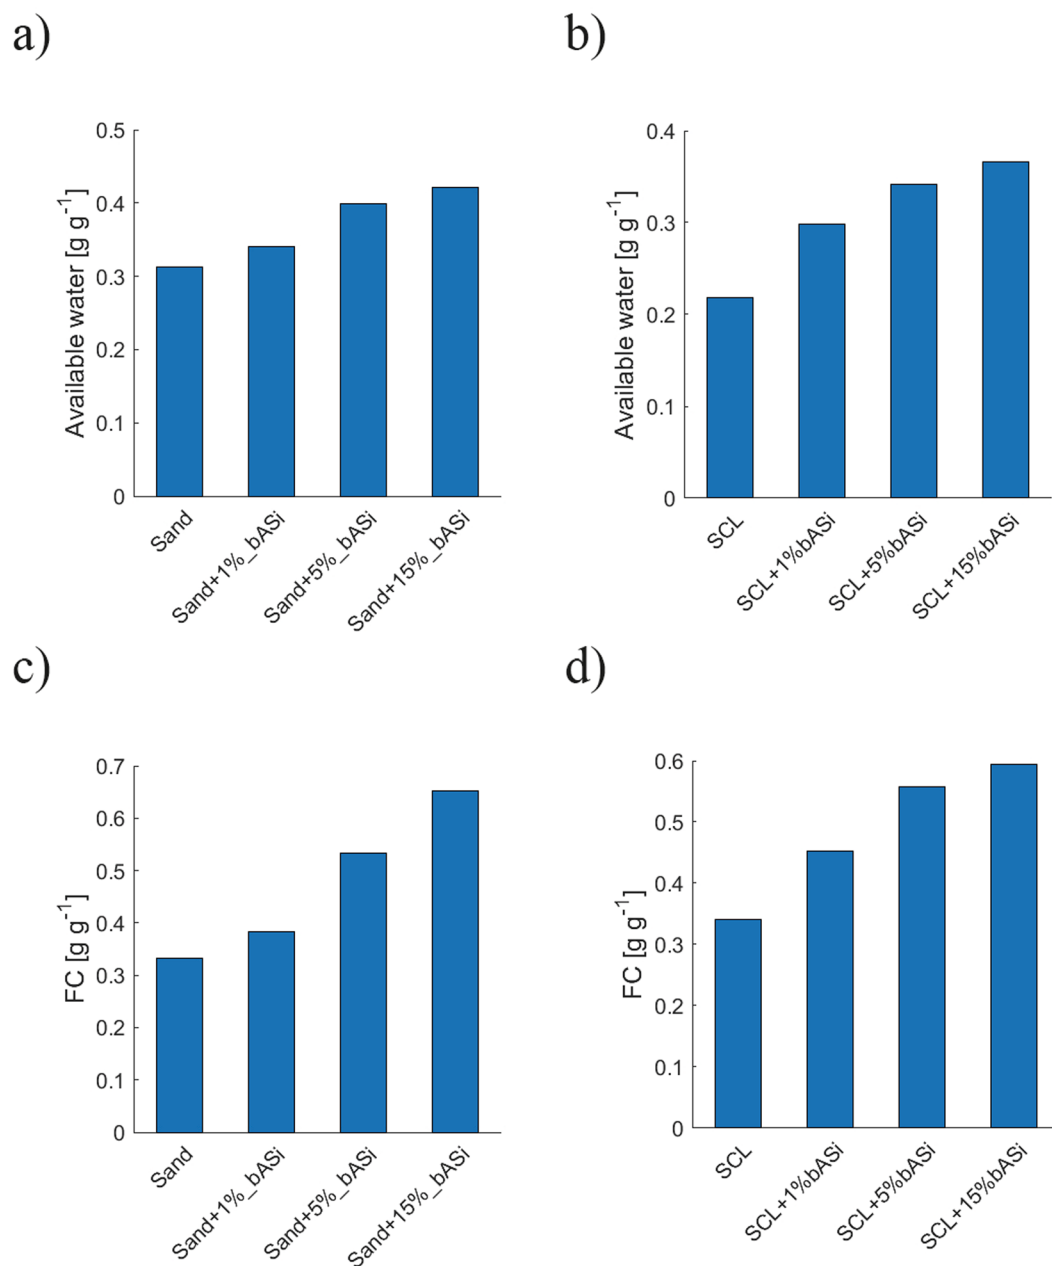 a)
0.5
0.4
0.3
0.2
0.1
0
Available water [g g-1]
Sand
Sand+1%_bASi
Sand+5%_bASi
Sand+15%_bASi
b)
0.4
0.3
0.2
0.1
0
Available water [g g-1]
SCL
SCL+1%bASi
SCL+5%bASi
SCL+15%bASi
c)
0.7
0.6
0.5
0.4
0.3
0.2
0.1
0
FC [g g-1]
Sand
Sand+1%_bASi
Sand+5%_bASi
Sand+15%_bASi
d)
0.6
0.5
0.4
0.3
0.2
0.1
0
FC [g g-1]
SCL
SCL+1%bASi
SCL+5%bASi
SCL+15%bASi